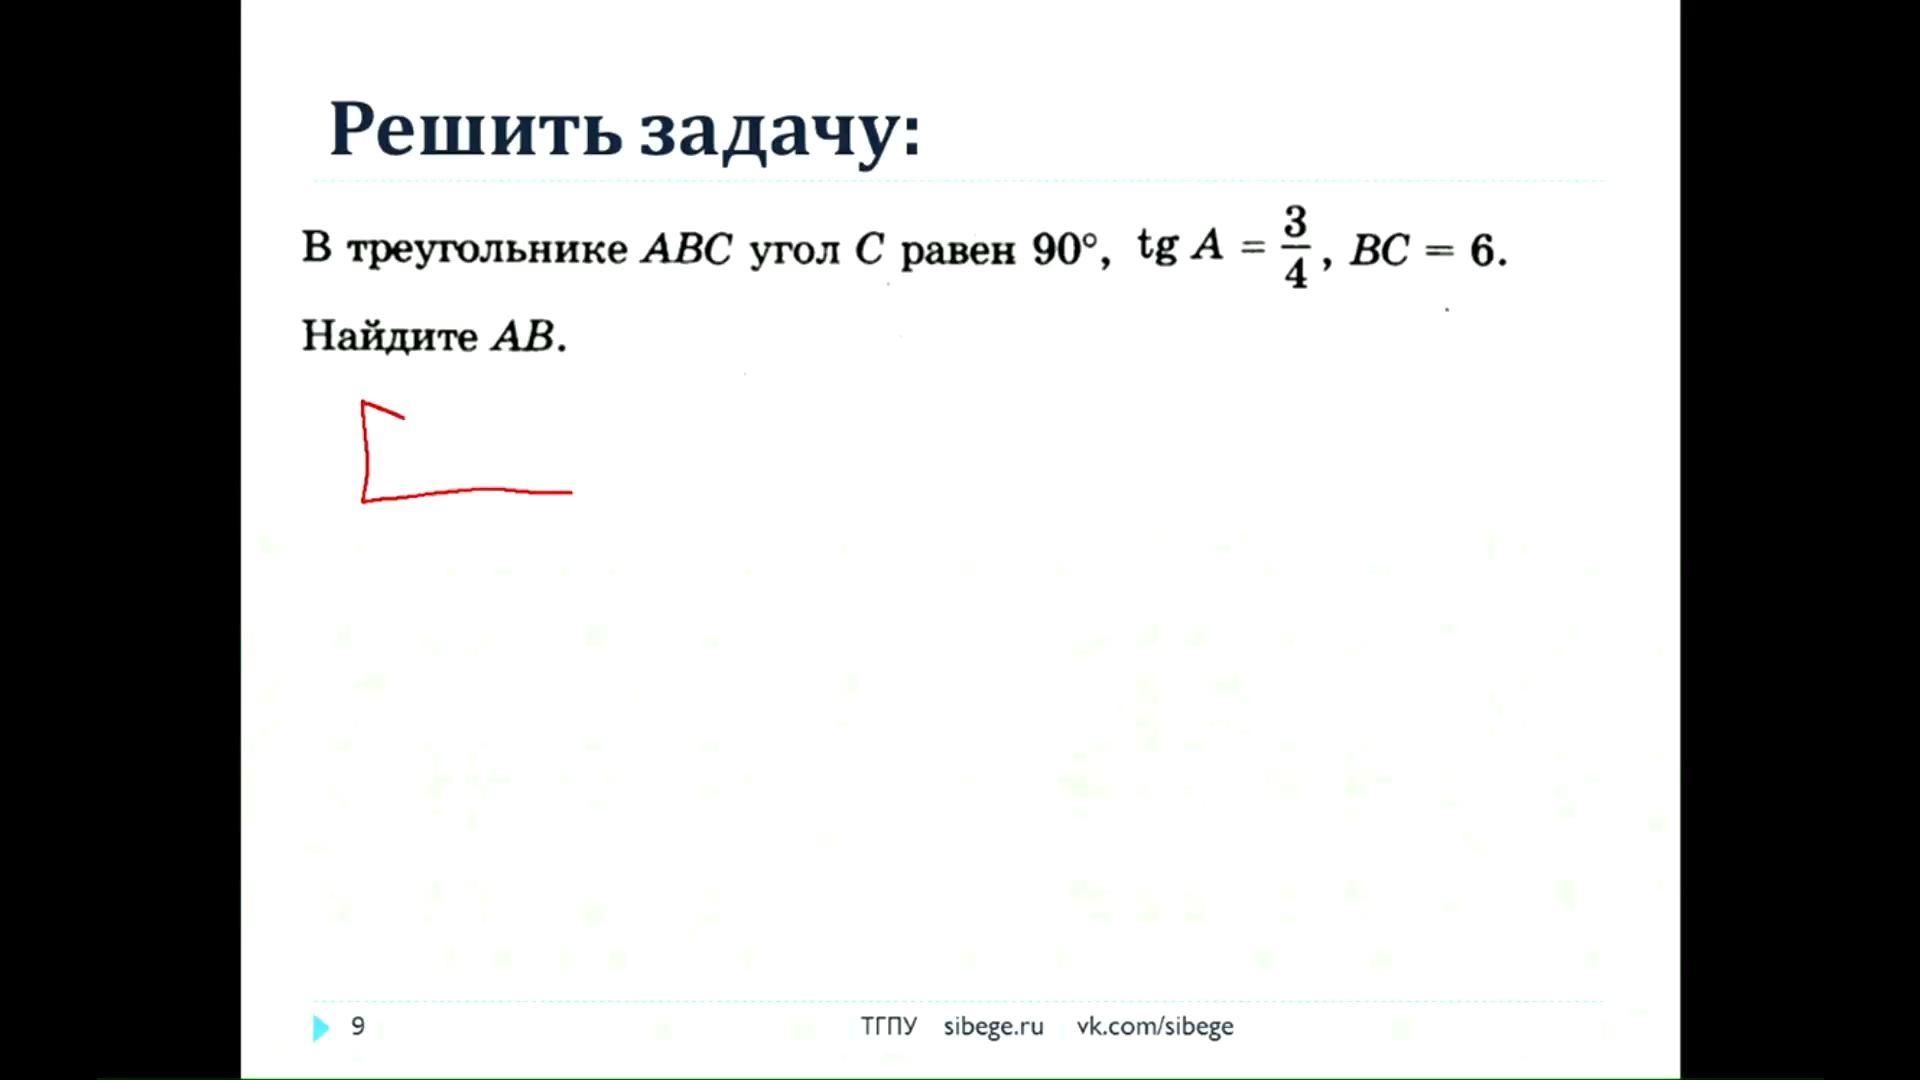 Решить задачу:
В треугольнике ABC угол C равен 90°, tg A = 3/4, BC = 6.
Найдите AB.
9 ТГПУ sibege.ru vk.com/sibege